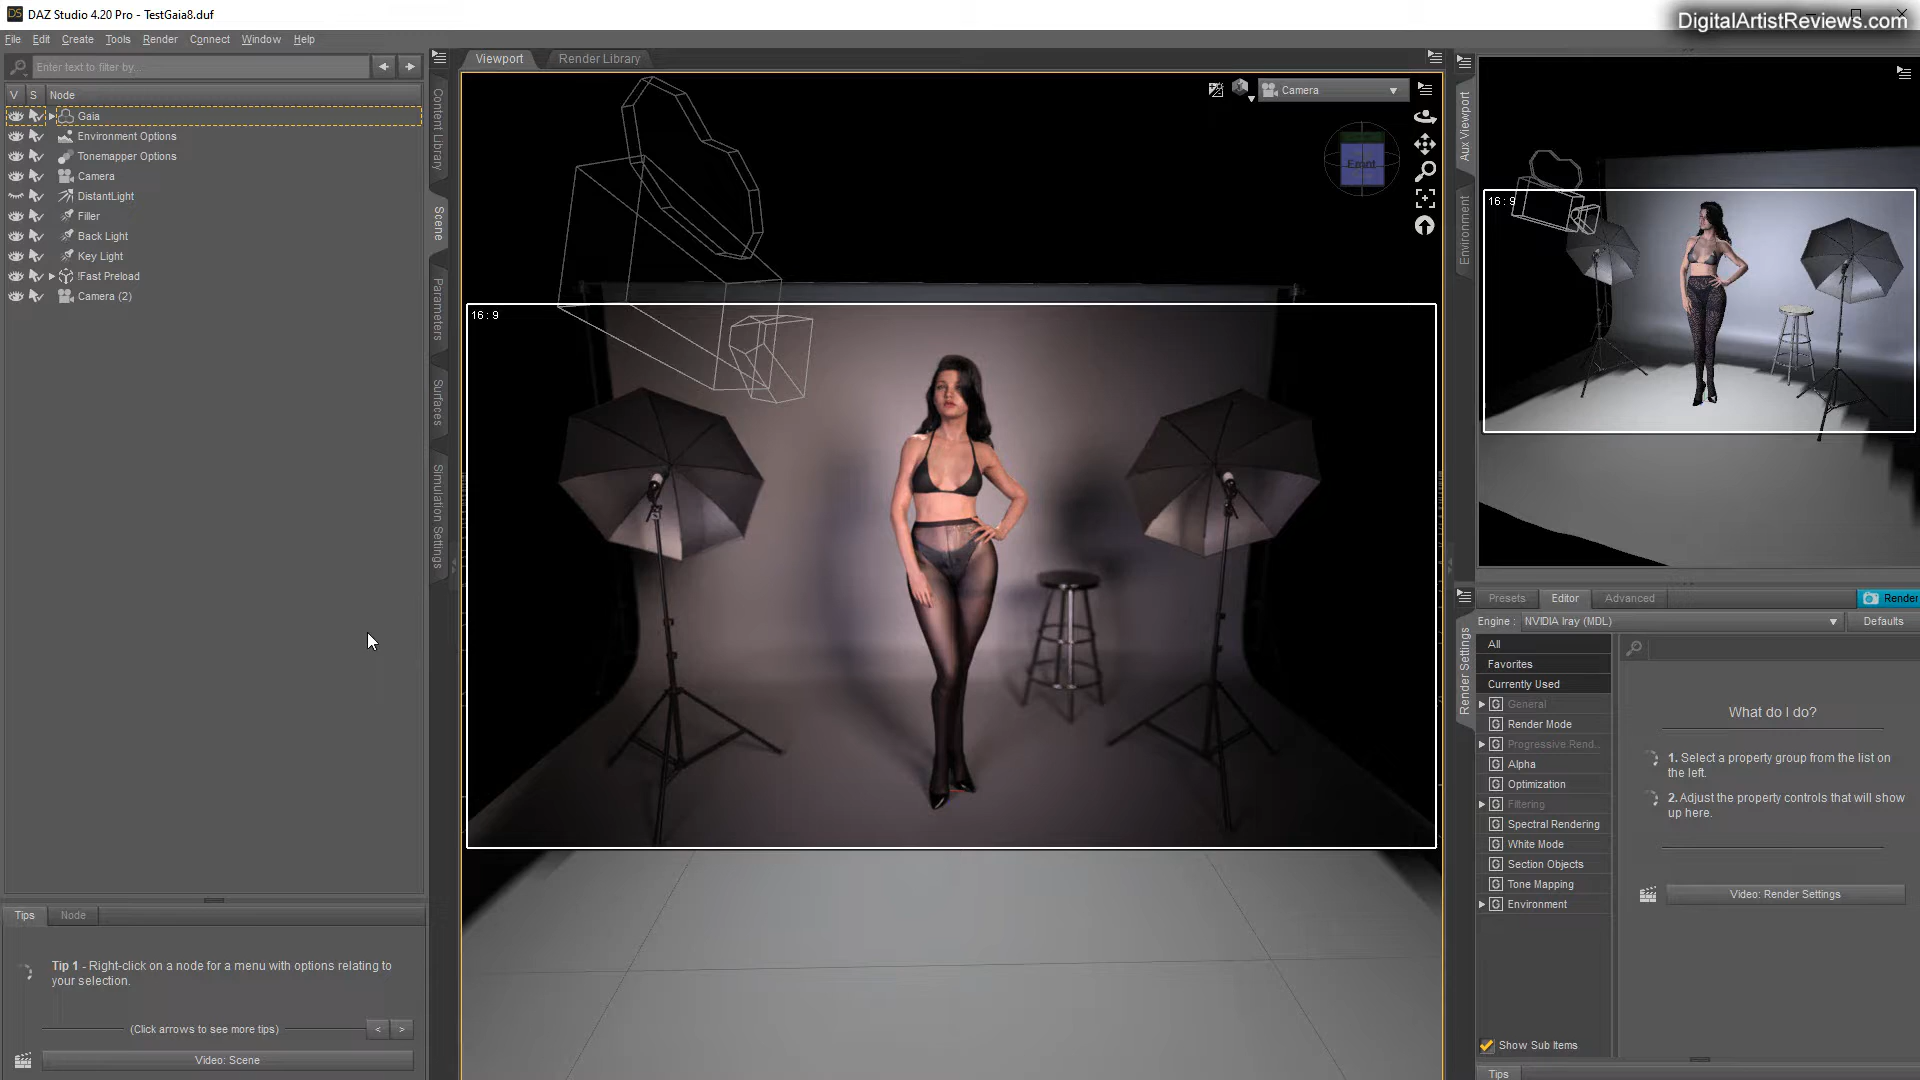 DS DAZ Studio 4.20 Pro - TestGaia8.duf
DigitalArtistReviews.com
File Edit Create Tools Render Connect Window Help
Enter text to filter by...
V S Node
Gaia
Environment Options
Tonemapper Options
Camera
DistantLight
Filler
Back Light
Key Light
!Fast Preload
Camera (2)
Content Library
Scene
Parameters
Surfaces
Simulation Settings
Tips Node
Tip 1 - Right-click on a node for a menu with options relating to
your selection.
(Click arrows to see more tips)
< >
Video: Scene
Viewport Render Library
Camera
Front
16 : 9
Aux Viewport
Environment
16 : 9
Render Settings
Presets Editor Advanced Render
Engine : NVIDIA Iray (MDL) Defaults
All
Favorites
Currently Used
G General
G Render Mode
G Progressive Rend..
G Alpha
G Optimization
G Filtering
G Spectral Rendering
G White Mode
G Section Objects
G Tone Mapping
G Environment
Show Sub Items
What do I do?
1. Select a property group from the list on
the left.
2. Adjust the property controls that will show
up here.
Video: Render Settings
Tips